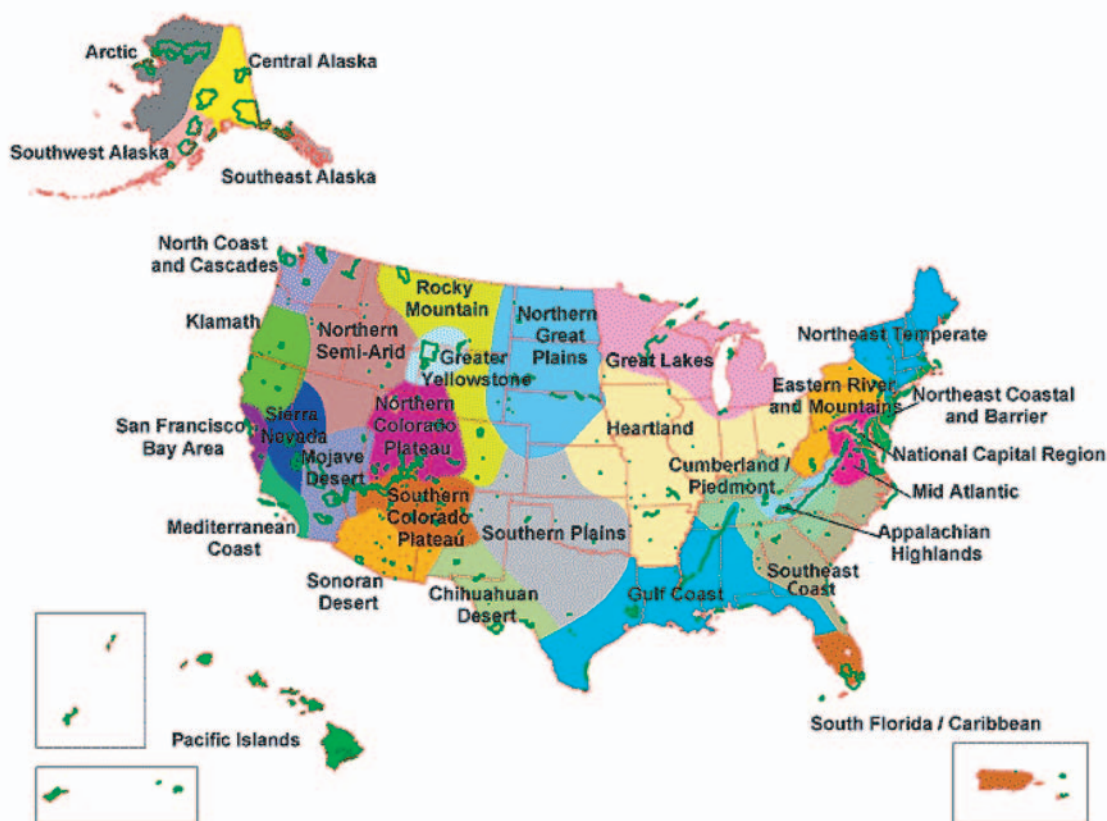 Arctic
Central Alaska
Southwest Alaska
Southeast Alaska
North Coast
and Cascades
Rocky
Mountain
Klamath
Northern
Semi-Arid
Northern
Great
Plains
Greater
Yellowstone
Great Lakes
Northeast Temperate
Eastern River
and Mountains
Northeast Coastal
and Barrier
San Francisco
Bay Area
Sierra
Nevada
Northern
Colorado
Plateau
Heartland
National Capital Region
Mojave
Desert
Cumberland /
Piedmont
Mid Atlantic
Mediterranean
Coast
Southern
Colorado
Plateau
Southern Plains
Appalachian
Highlands
Sonoran
Desert
Chihuahuan
Desert
Gulf Coast
Southeast
Coast
Pacific Islands
South Florida / Caribbean